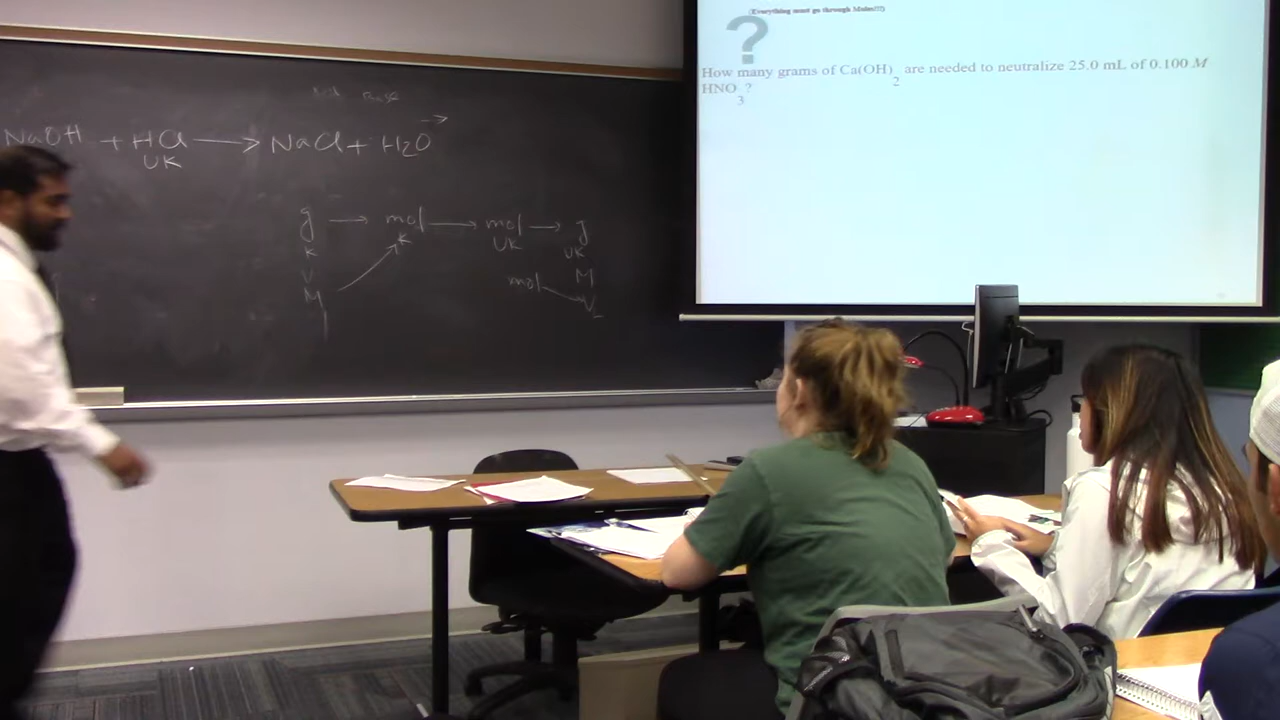 NaOH + HCl → NaCl + H₂O →
UK
g → mol → mol → g
K K UK UK
V mol M
M V
(Everything must go through Moles!!!)
?
How many grams of Ca(OH)₂ are needed to neutralize 25.0 mL of 0.100 M
HNO₃?